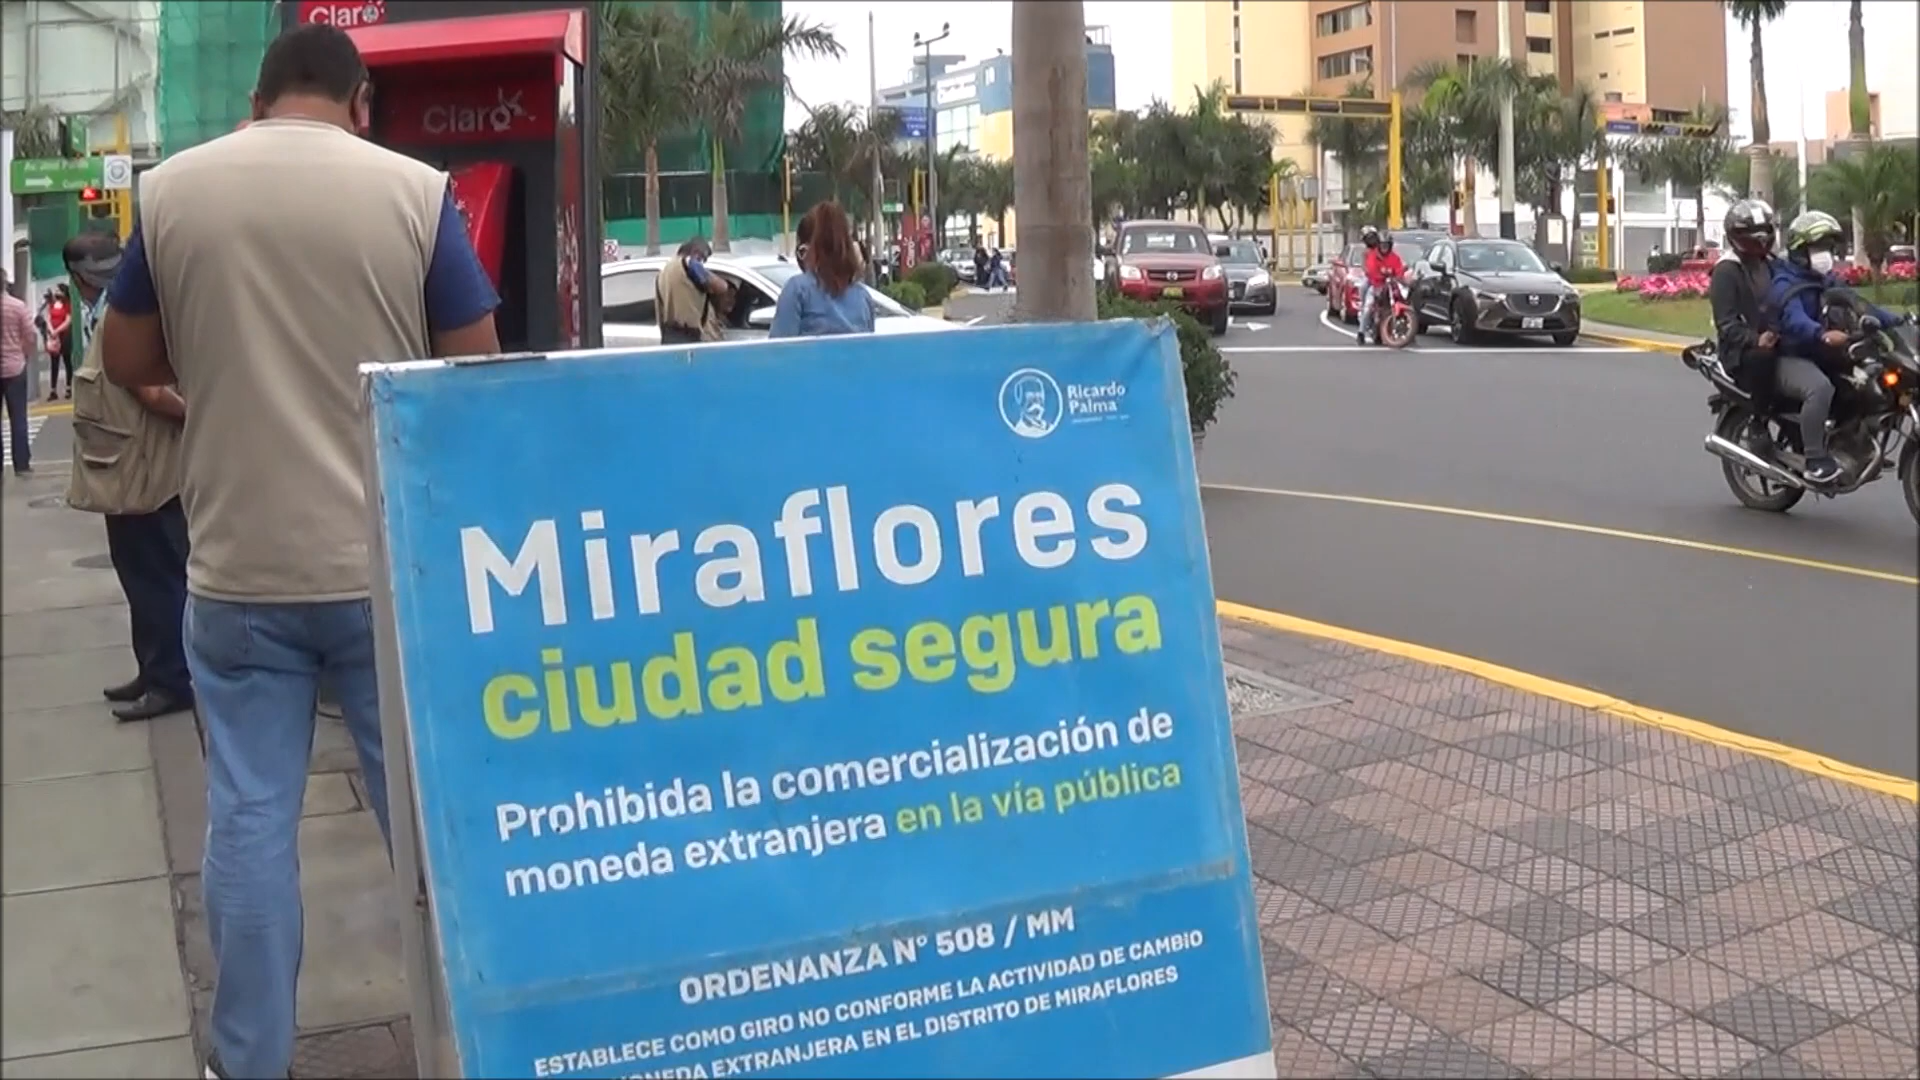 Claro
Claro
Ricardo
Palma
Miraflores
ciudad segura
Prohibida la comercialización de
moneda extranjera en la vía pública
ORDENANZA N° 508 / MM
ESTABLECE COMO GIRO NO CONFORME LA ACTIVIDAD DE CAMBIO
MONEDA EXTRANJERA EN EL DISTRITO DE MIRAFLORES